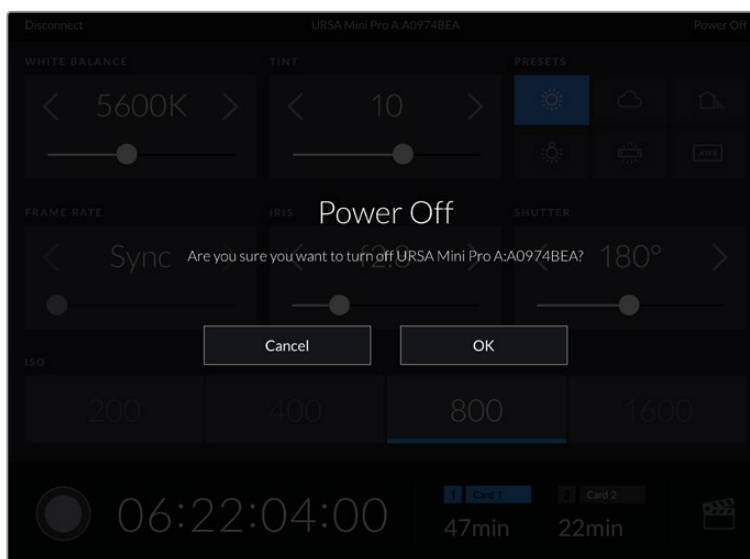 Disconnect URSA Mini Pro A:A0974BEA Power Off
WHITE BALANCE TINT PRESETS
5600K 10
AWB
Power Off
FRAME RATE IRIS SHUTTER
Sync f2.8 180°
Are you sure you want to turn off URSA Mini Pro A:A0974BEA?
Cancel OK
ISO
200 400 800 1600
1 Card 1 2 Card 2
06:22:04:00 47min 22min